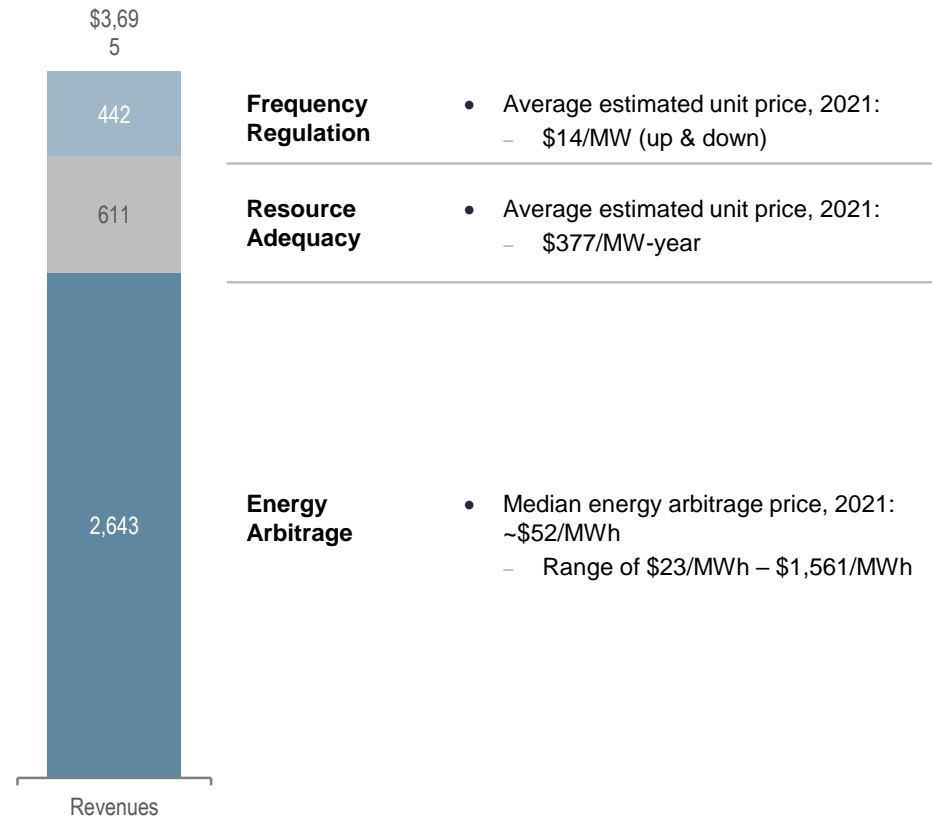 $3,69
5
442
Frequency
Regulation
• Average estimated unit price, 2021:
– $14/MW (up & down)
611
Resource
Adequacy
• Average estimated unit price, 2021:
– $377/MW-year
2,643
Energy
Arbitrage
• Median energy arbitrage price, 2021:
~$52/MWh
– Range of $23/MWh – $1,561/MWh
Revenues